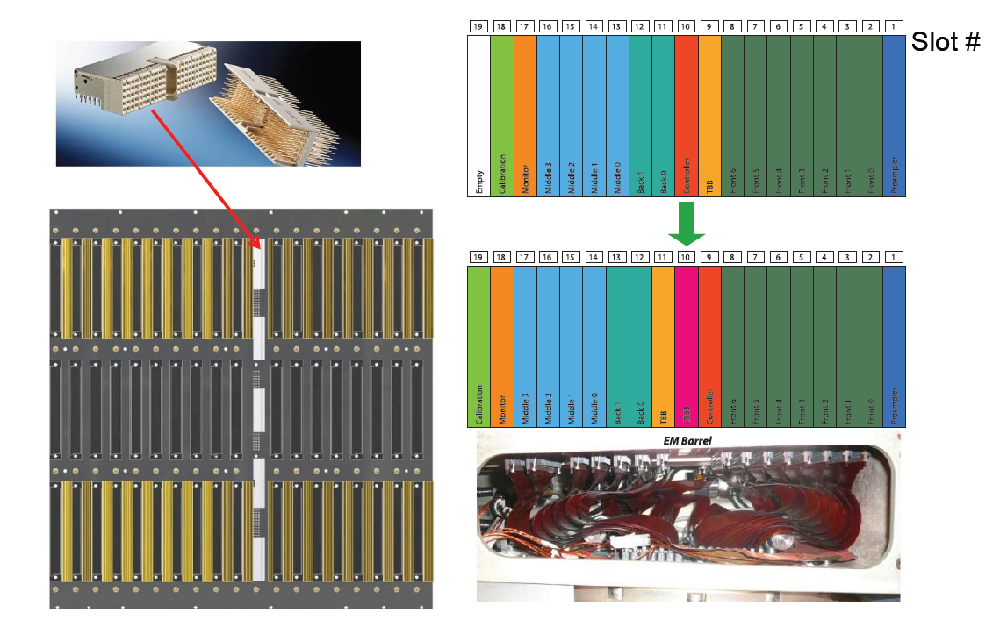 19 18 17 16 15 14 13 12 11 10 9 8 7 6 5 4 3 2 1
Slot #
Empty
Calibration
Monitor
Middle 3
Middle 2
Middle 1
Middle 0
Back 1
Back 0
Controller
TBB
Front 6
Front 5
Front 4
Front 3
Front 2
Front 1
Front 0
Preampler
19 18 17 16 15 14 13 12 11 10 9 8 7 6 5 4 3 2 1
Calibration
Monitor
Middle 3
Middle 2
Middle 1
Middle 0
Back 1
Back 0
TBB
LTDB
Controller
Front 6
Front 5
Front 4
Front 3
Front 2
Front 1
Front 0
Preampler
EM Barrel